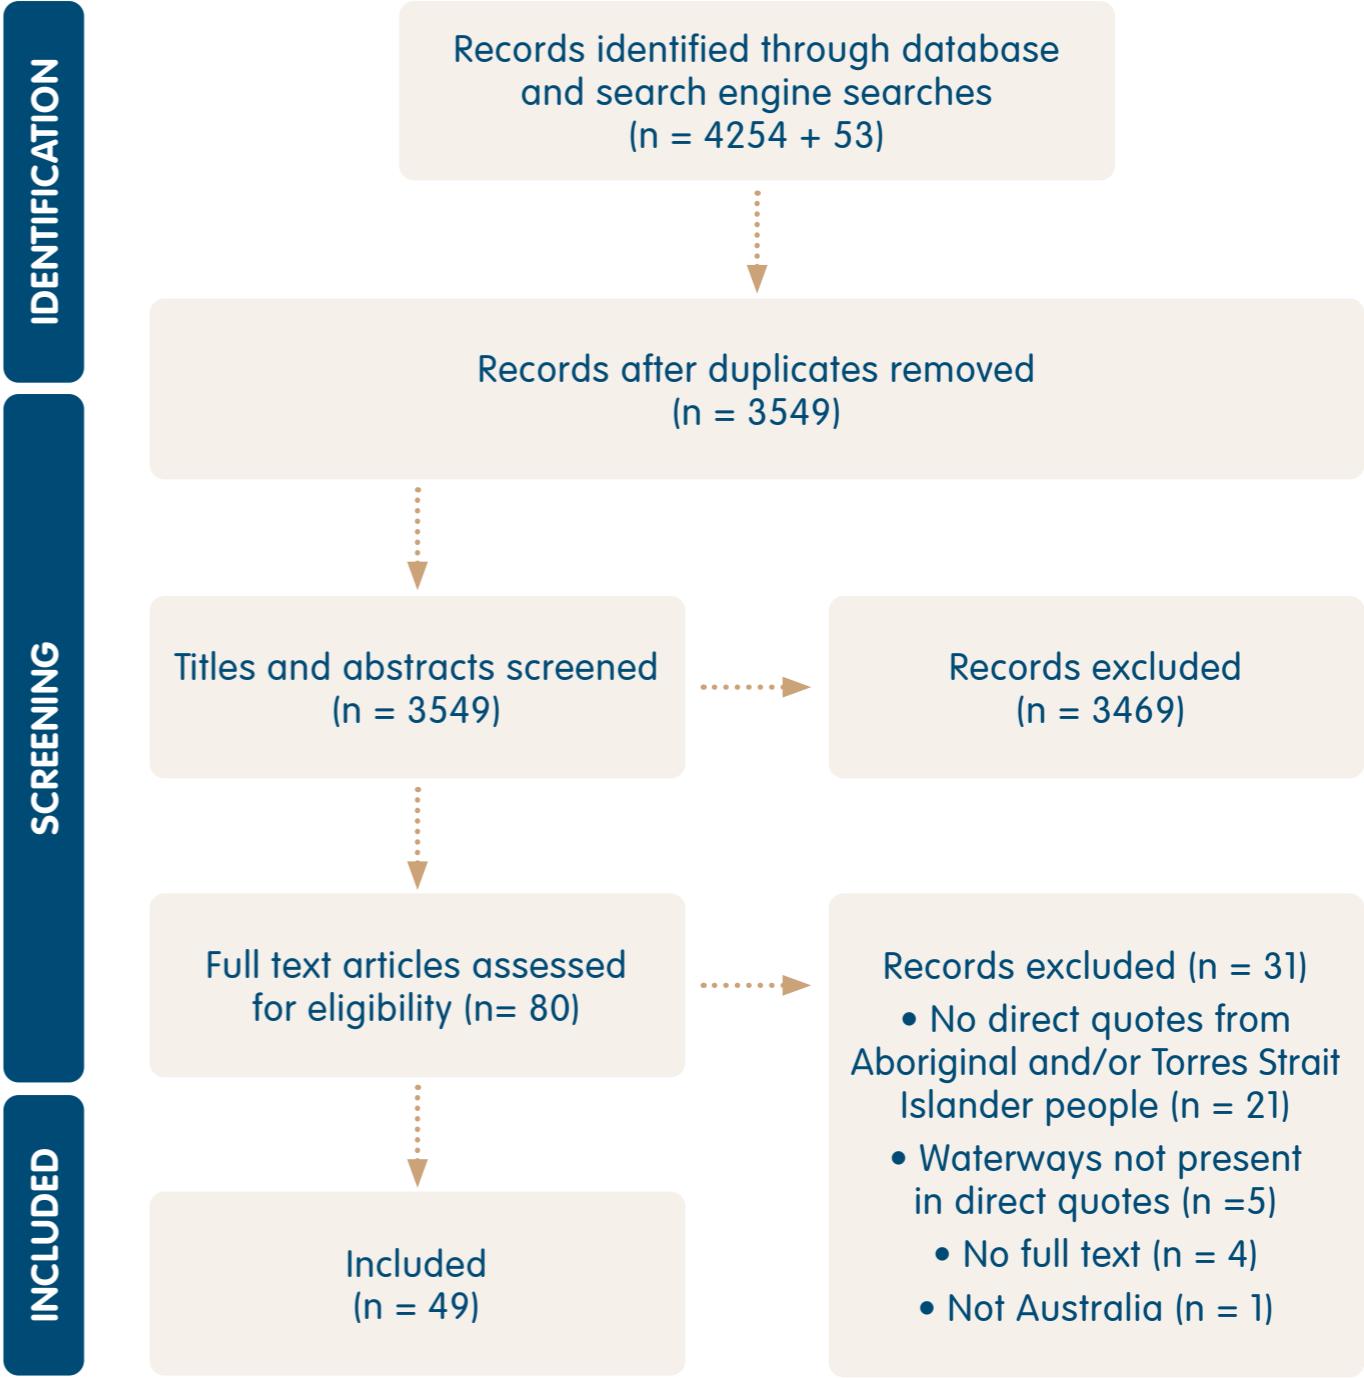 IDENTIFICATION
Records identified through database
and search engine searches
(n = 4254 + 53)
Records after duplicates removed
(n = 3549)
SCREENING
Titles and abstracts screened
(n = 3549)
Records excluded
(n = 3469)
Full text articles assessed
for eligibility (n= 80)
Records excluded (n = 31)
• No direct quotes from
Aboriginal and/or Torres Strait
Islander people (n = 21)
• Waterways not present
in direct quotes (n =5)
• No full text (n = 4)
• Not Australia (n = 1)
INCLUDED
Included
(n = 49)